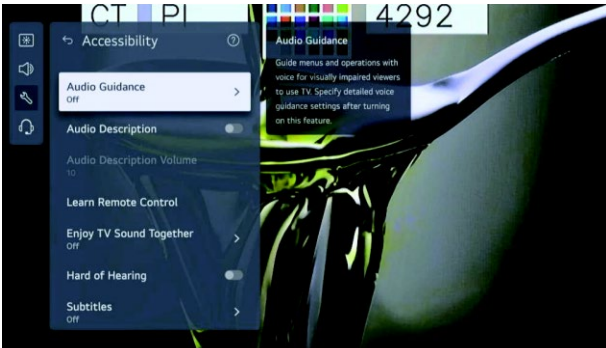 CT PI
4292
Accessibility
Audio Guidance
Off
Audio Description
Audio Description Volume
10
Learn Remote Control
Enjoy TV Sound Together
Off
Hard of Hearing
Subtitles
Off
Audio Guidance
Guide menus and operations with
voice for visually impaired viewers
to use TV. Specify detailed voice
guidance settings after turning
on this feature.